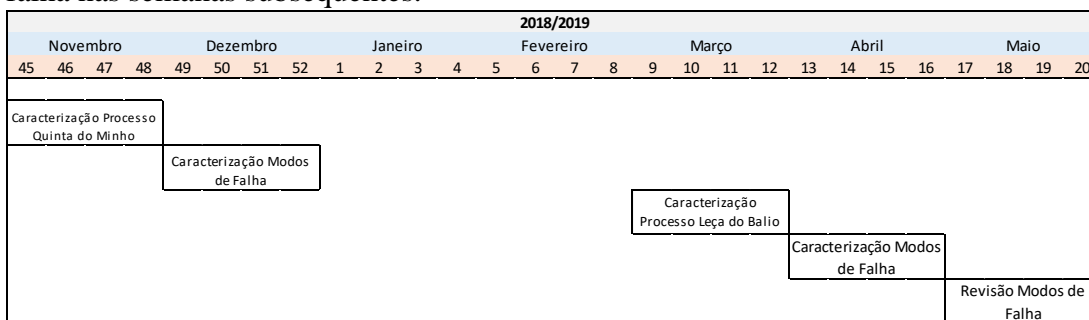 falha nas semanas subsequentes.
2018/2019
Novembro Dezembro Janeiro Fevereiro Março Abril Maio
45 46 47 48 49 50 51 52 1 2 3 4 5 6 7 8 9 10 11 12 13 14 15 16 17 18 19 20
Caracterização Processo
Quinta do Minho
Caracterização Modos
de Falha
Caracterização
Processo Leça do Balio
Caracterização Modos
de Falha
Revisão Modos de
Falha